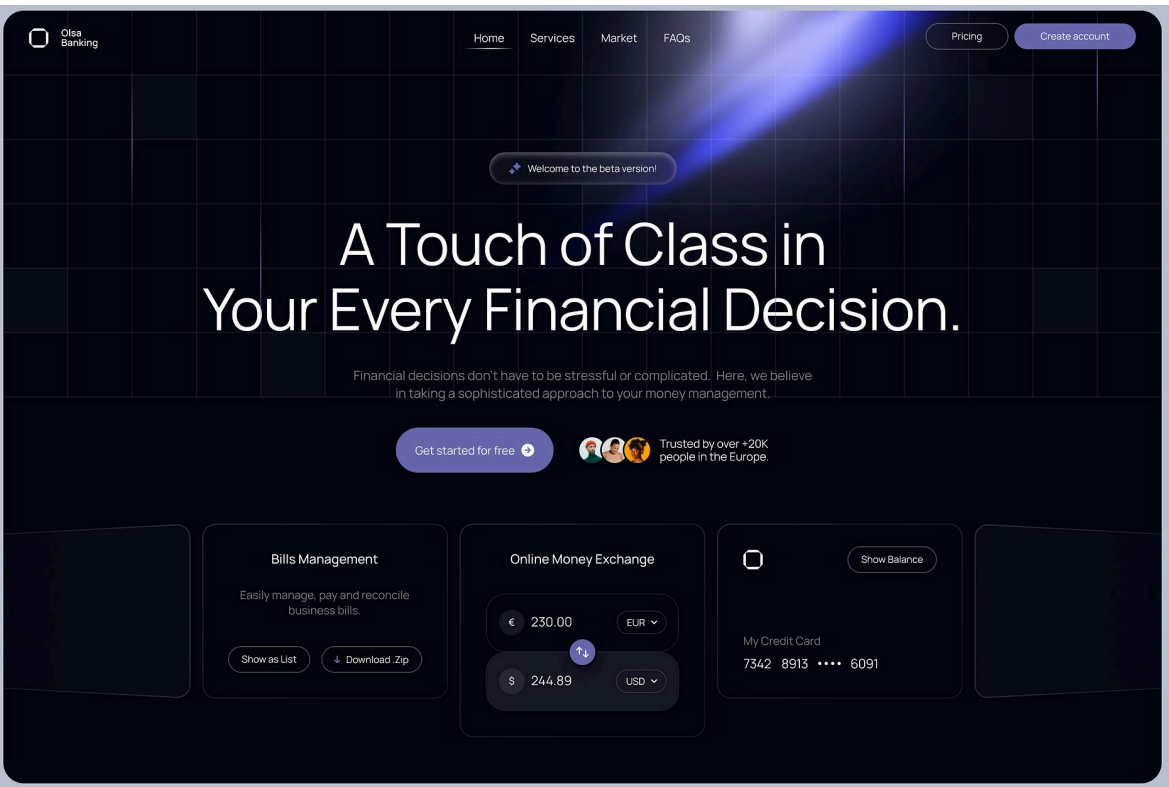 Olsa
Banking
Home
Services
Market
FAQs
Pricing
Create account
Welcome to the beta version!
A Touch of Class in
Your Every Financial Decision.
Financial decisions don't have to be stressful or complicated. Here, we believe
in taking a sophisticated approach to your money management.
Get started for free
Trusted by over +20K
people in the Europe.
Bills Management
Easily manage, pay and reconcile
business bills.
Show as List
Download .Zip
Online Money Exchange
€ 230.00 EUR
$ 244.89 USD
Show Balance
My Credit Card
7342 8913 •••• 6091